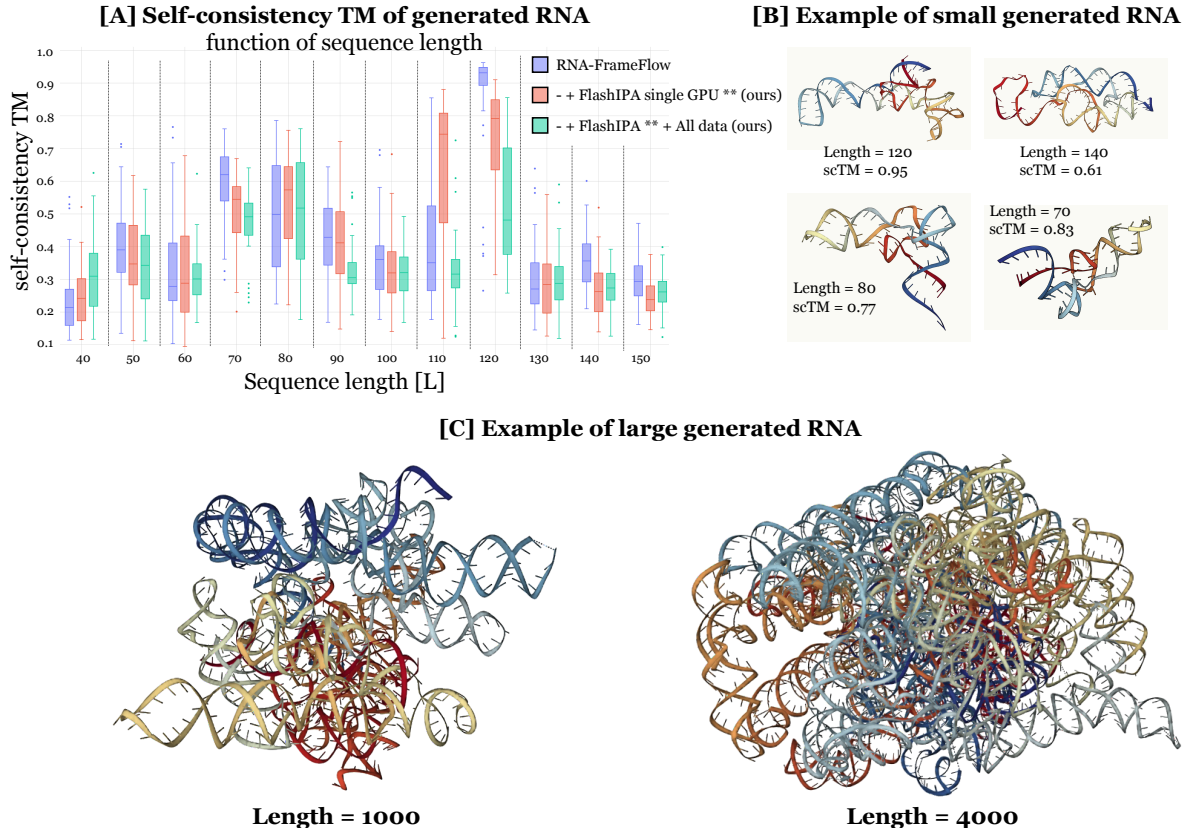 [A] Self-consistency TM of generated RNA
function of sequence length
self-consistency TM
1.0
0.9
0.8
0.7
0.6
0.5
0.4
0.3
0.2
0.1
RNA-FrameFlow
- + FlashIPA single GPU ** (ours)
- + FlashIPA ** + All data (ours)
40 50 60 70 80 90 100 110 120 130 140 150
Sequence length [L]
[B] Example of small generated RNA
Length = 120
scTM = 0.95
Length = 140
scTM = 0.61
Length = 80
scTM = 0.77
Length = 70
scTM = 0.83
[C] Example of large generated RNA
Length = 1000
Length = 4000